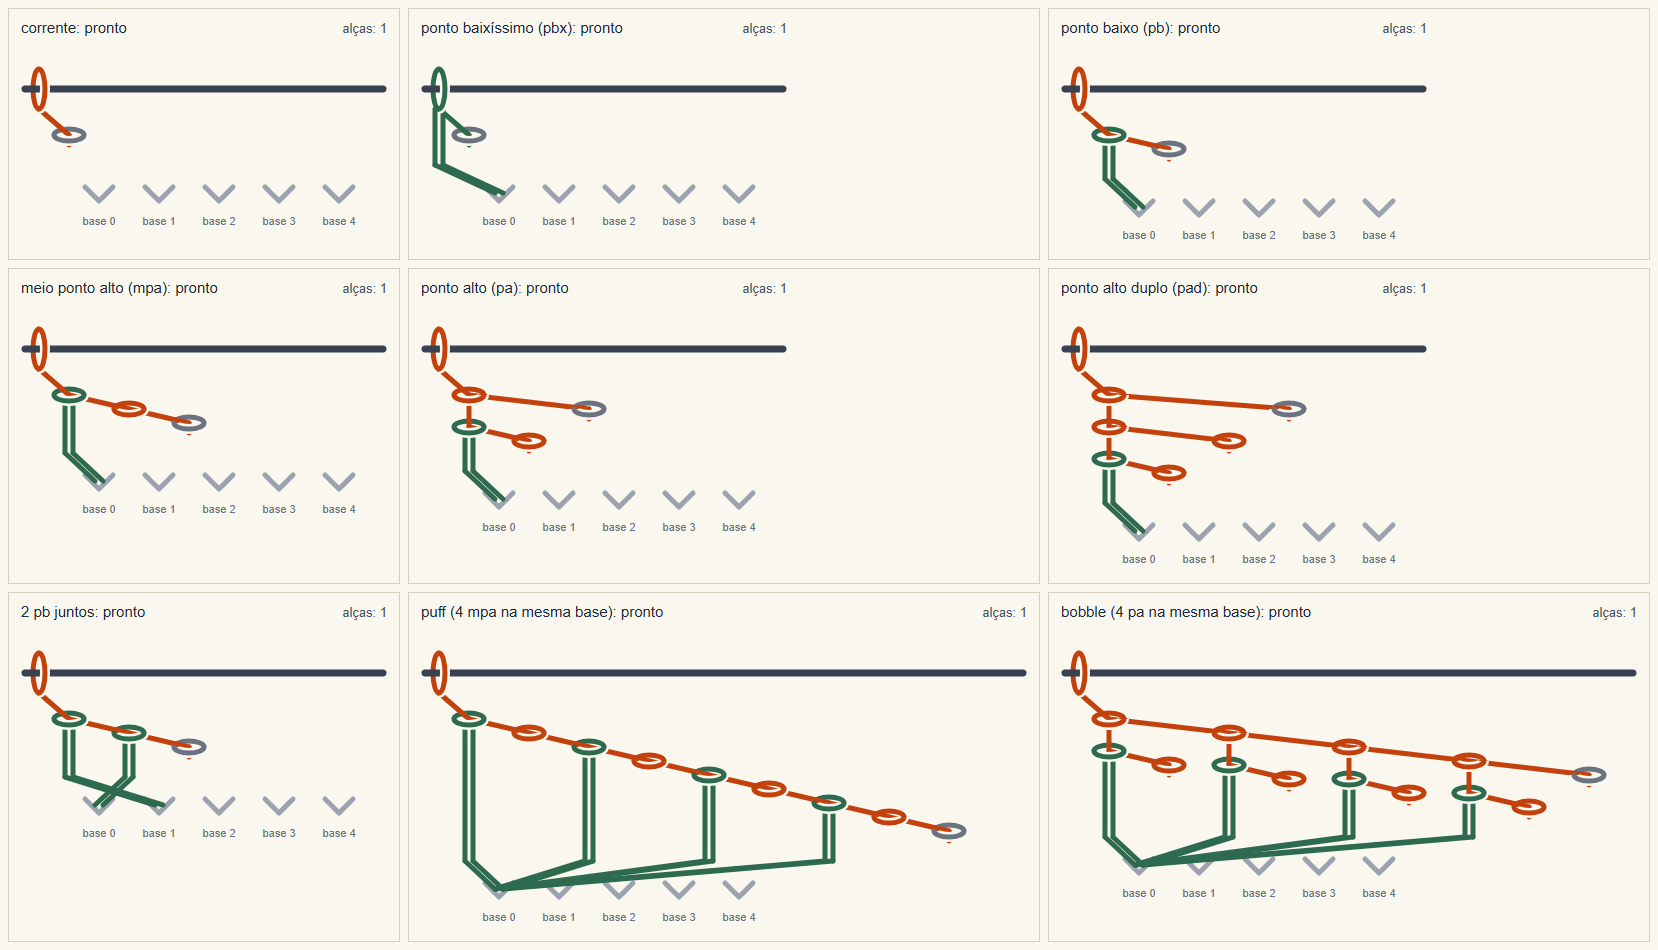 corrente: pronto alças: 1
base 0 base 1 base 2 base 3 base 4
ponto baixíssimo (pbx): pronto alças: 1
base 0 base 1 base 2 base 3 base 4
ponto baixo (pb): pronto alças: 1
base 0 base 1 base 2 base 3 base 4
meio ponto alto (mpa): pronto alças: 1
base 0 base 1 base 2 base 3 base 4
ponto alto (pa): pronto alças: 1
base 0 base 1 base 2 base 3 base 4
ponto alto duplo (pad): pronto alças: 1
base 0 base 1 base 2 base 3 base 4
2 pb juntos: pronto alças: 1
base 0 base 1 base 2 base 3 base 4
puff (4 mpa na mesma base): pronto alças: 1
base 0 base 1 base 2 base 3 base 4
bobble (4 pa na mesma base): pronto alças: 1
base 0 base 1 base 2 base 3 base 4